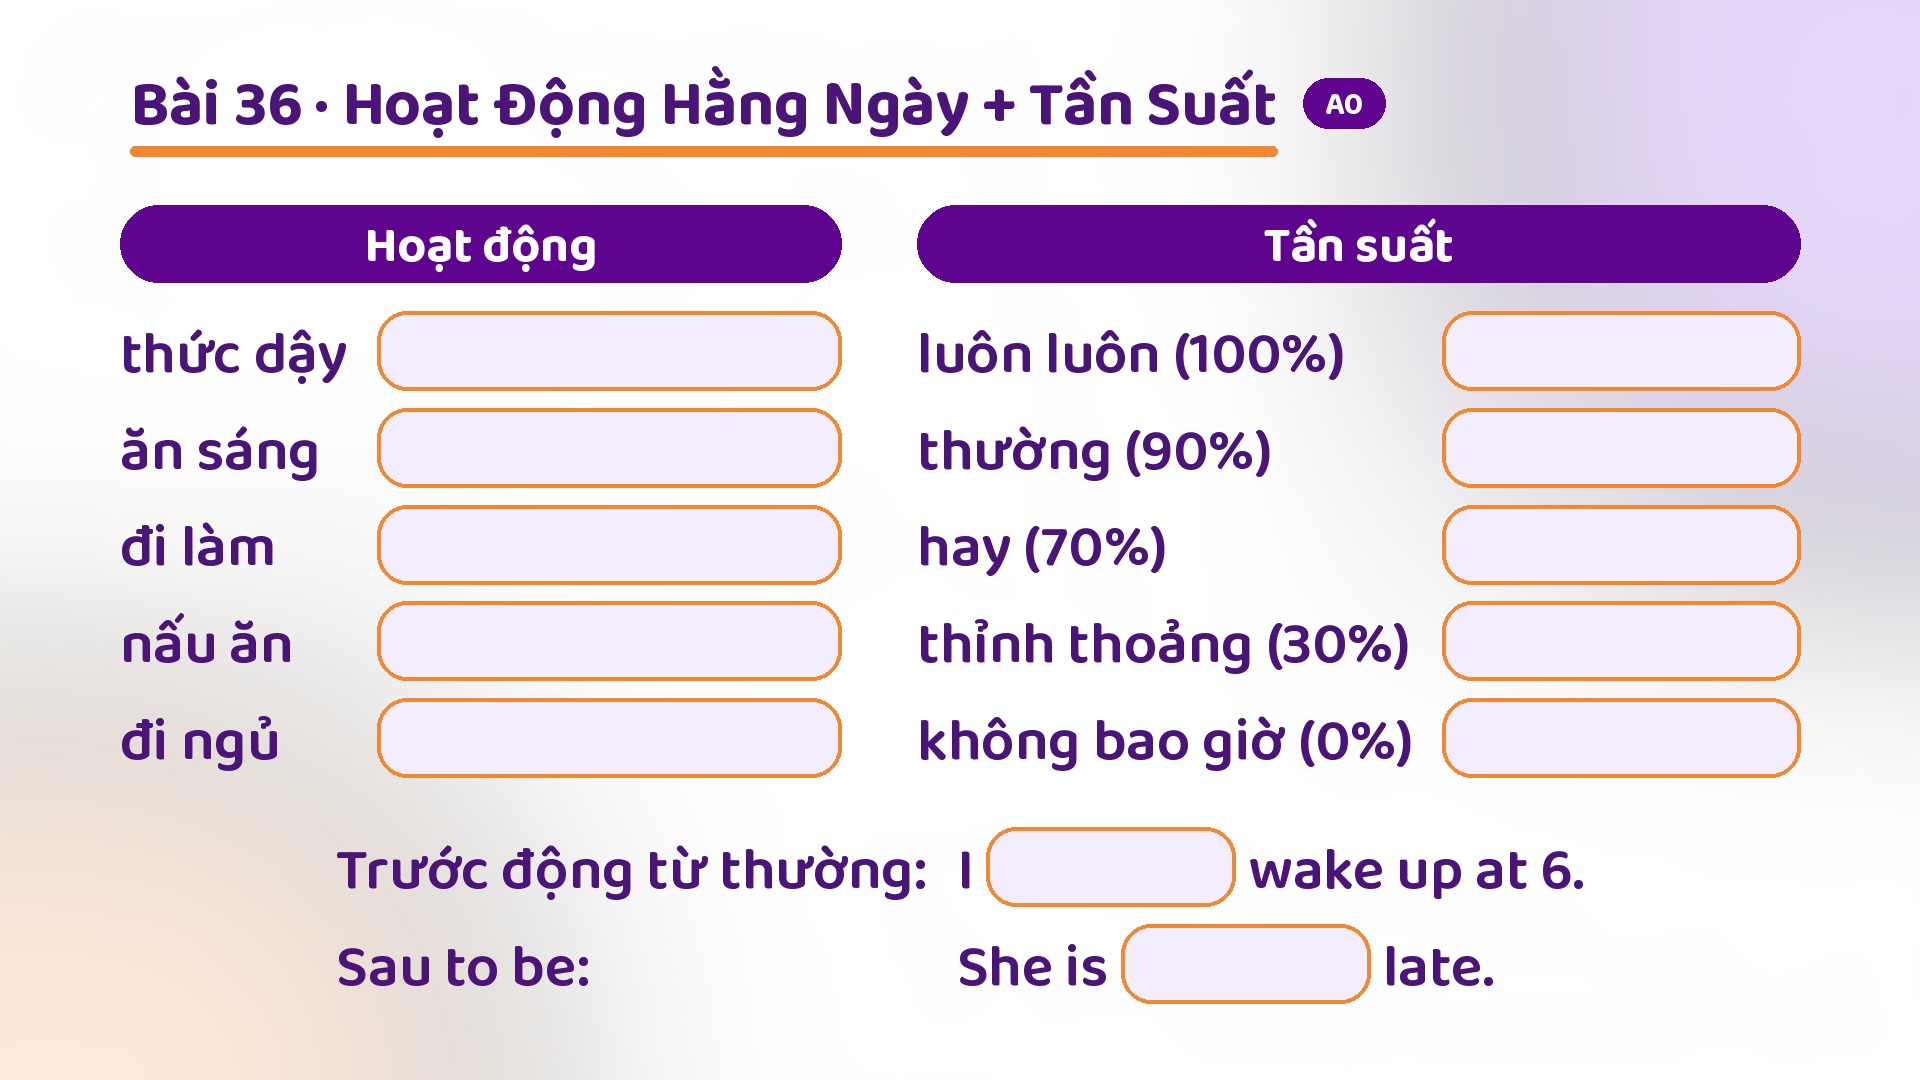 Bài 36 · Hoạt Động Hằng Ngày + Tần Suất A0
Hoạt động
thức dậy
ăn sáng
đi làm
nấu ăn
đi ngủ
Tần suất
luôn luôn (100%)
thường (90%)
hay (70%)
thỉnh thoảng (30%)
không bao giờ (0%)
Trước động từ thường: I wake up at 6.
Sau to be: She is late.